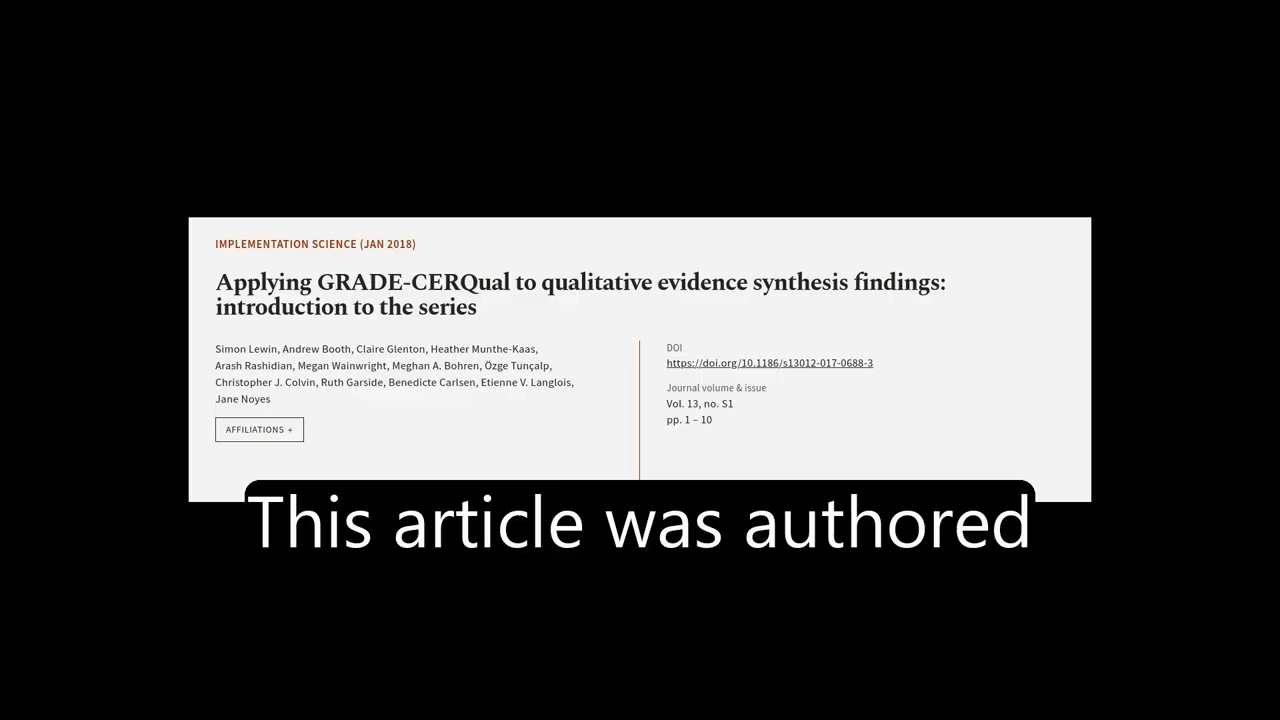 IMPLEMENTATION SCIENCE (JAN 2018)
Applying GRADE-CERQual to qualitative evidence synthesis findings:
introduction to the series
Simon Lewin, Andrew Booth, Claire Glenton, Heather Munthe-Kaas,
Arash Rashidian, Megan Wainwright, Meghan A. Bohren, Özge Tunçalp,
Christopher J. Colvin, Ruth Garside, Benedicte Carlsen, Etienne V. Langlois,
Jane Noyes
AFFILIATIONS +
DOI
https://doi.org/10.1186/s13012-017-0688-3
Journal volume & issue
Vol. 13, no. S1
pp. 1 – 10
This article was authored